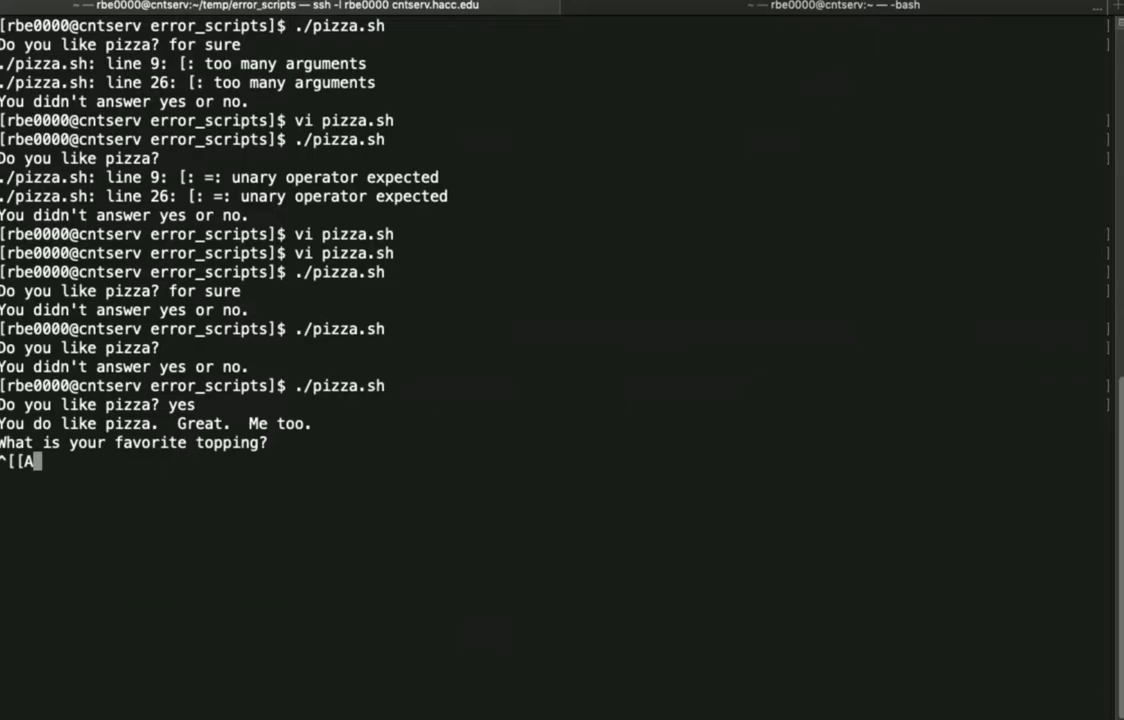 ~ — rbe0000@cntserv:~/temp/error_scripts — ssh -l rbe0000 cntserv.hacc.edu
~ — rbe0000@cntserv:~ — -bash
[rbe0000@cntserv error_scripts]$ ./pizza.sh
Do you like pizza? for sure
./pizza.sh: line 9: [: too many arguments
./pizza.sh: line 26: [: too many arguments
You didn't answer yes or no.
[rbe0000@cntserv error_scripts]$ vi pizza.sh
[rbe0000@cntserv error_scripts]$ ./pizza.sh
Do you like pizza?
./pizza.sh: line 9: [: =: unary operator expected
./pizza.sh: line 26: [: =: unary operator expected
You didn't answer yes or no.
[rbe0000@cntserv error_scripts]$ vi pizza.sh
[rbe0000@cntserv error_scripts]$ vi pizza.sh
[rbe0000@cntserv error_scripts]$ ./pizza.sh
Do you like pizza? for sure
You didn't answer yes or no.
[rbe0000@cntserv error_scripts]$ ./pizza.sh
Do you like pizza?
You didn't answer yes or no.
[rbe0000@cntserv error_scripts]$ ./pizza.sh
Do you like pizza? yes
You do like pizza.  Great.  Me too.
What is your favorite topping?
^[[A